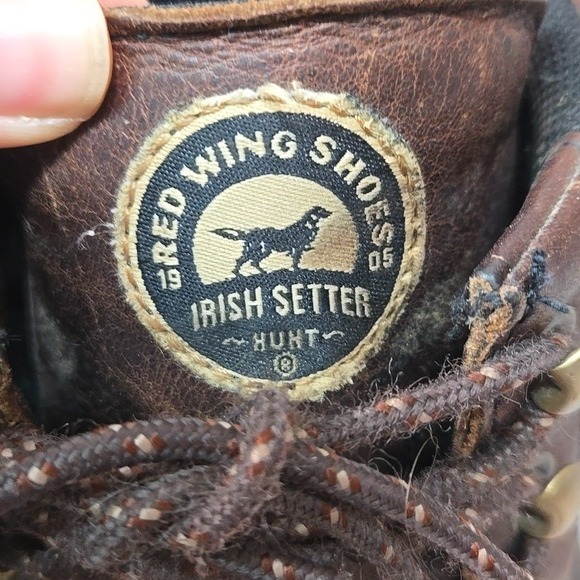 RED WING SHOES
19 05
IRISH SETTER
~HUNT~
®